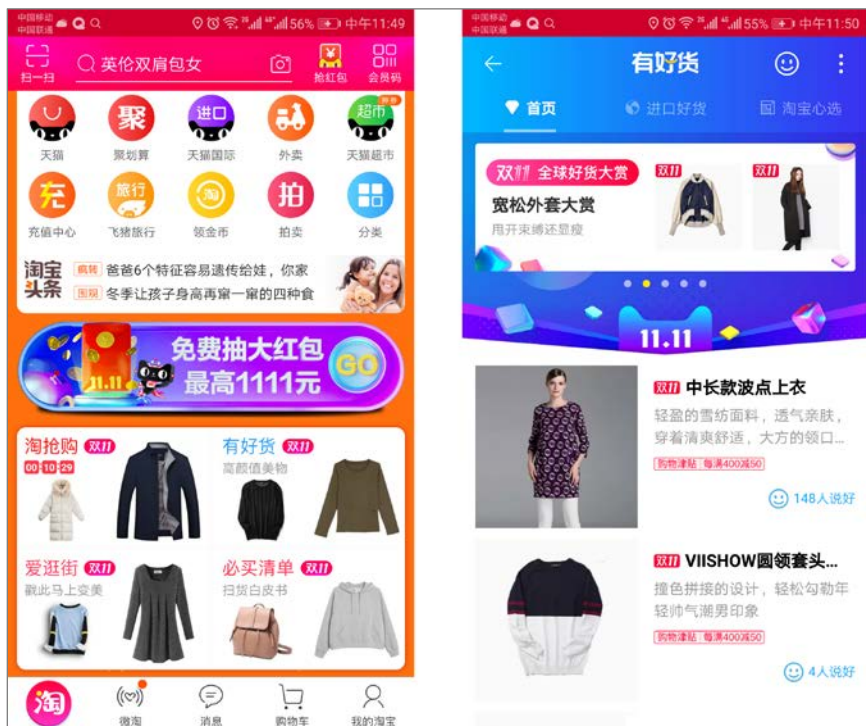 中国移动
中国联通
56%
中午11:49
扫一扫
英伦双肩包女
抢红包
会员码
聚
进口
超市
天猫
聚划算
天猫国际
外卖
天猫超市
充
旅行
淘
拍
充值中心
飞猪旅行
领金币
拍卖
分类
淘宝头条
疯转 爸爸6个特征容易遗传给娃，你家
围观 冬季让孩子身高再窜一窜的四种食
免费抽大红包
最高1111元
GO
11.11
淘抢购 双11
00:10:29
有好货 双11
高颜值美物
爱逛街 双11
戳此马上变美
必买清单 双11
扫货白皮书
淘
微淘
消息
购物车
我的淘宝
中国移动
中国联通
55%
中午11:50
有好货
首页
进口好货
淘宝心选
双11 全球好货大赏
宽松外套大赏
甩开束缚还显瘦
双11
双11
11.11
双11 中长款波点上衣
轻盈的雪纺面料，透气亲肤，
穿着清爽舒适，大方的领口...
购物津贴 每满400减50
148人说好
双11 VIISHOW圆领套头...
撞色拼接的设计，轻松勾勒年
轻帅气潮男印象
购物津贴 每满400减50
4人说好